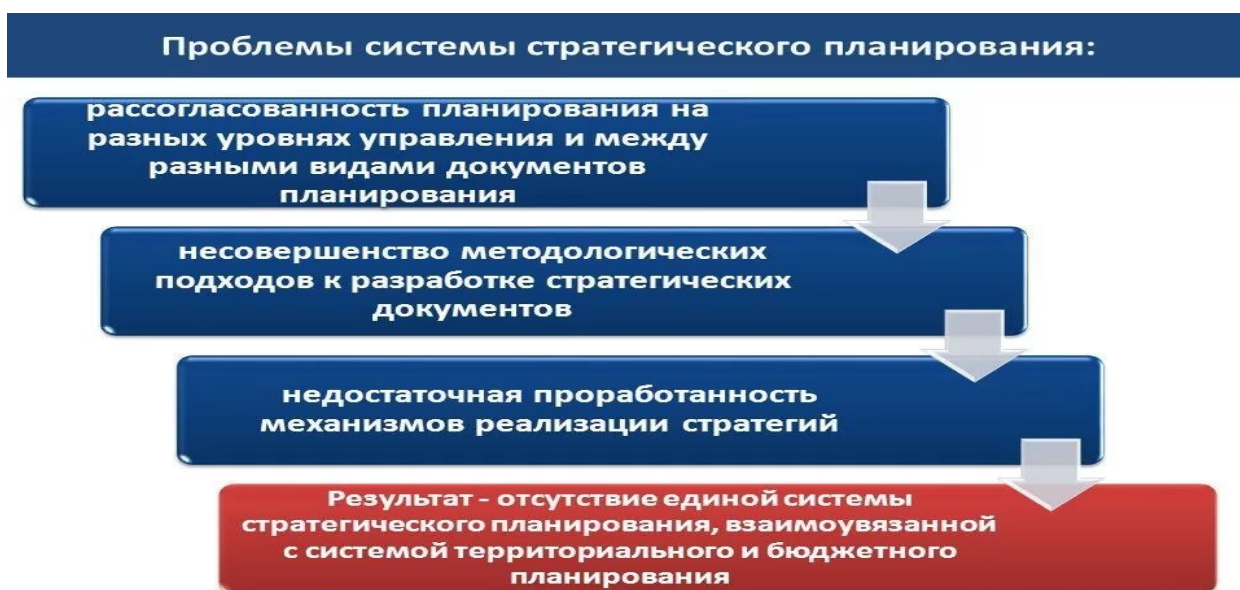 Проблемы системы стратегического планирования:
рассогласованность планирования на
разных уровнях управления и между
разными видами документов
планирования
несовершенство методологических
подходов к разработке стратегических
документов
недостаточная проработанность
механизмов реализации стратегий
Результат - отсутствие единой системы
стратегического планирования, взаимоувязанной
с системой территориального и бюджетного
планирования